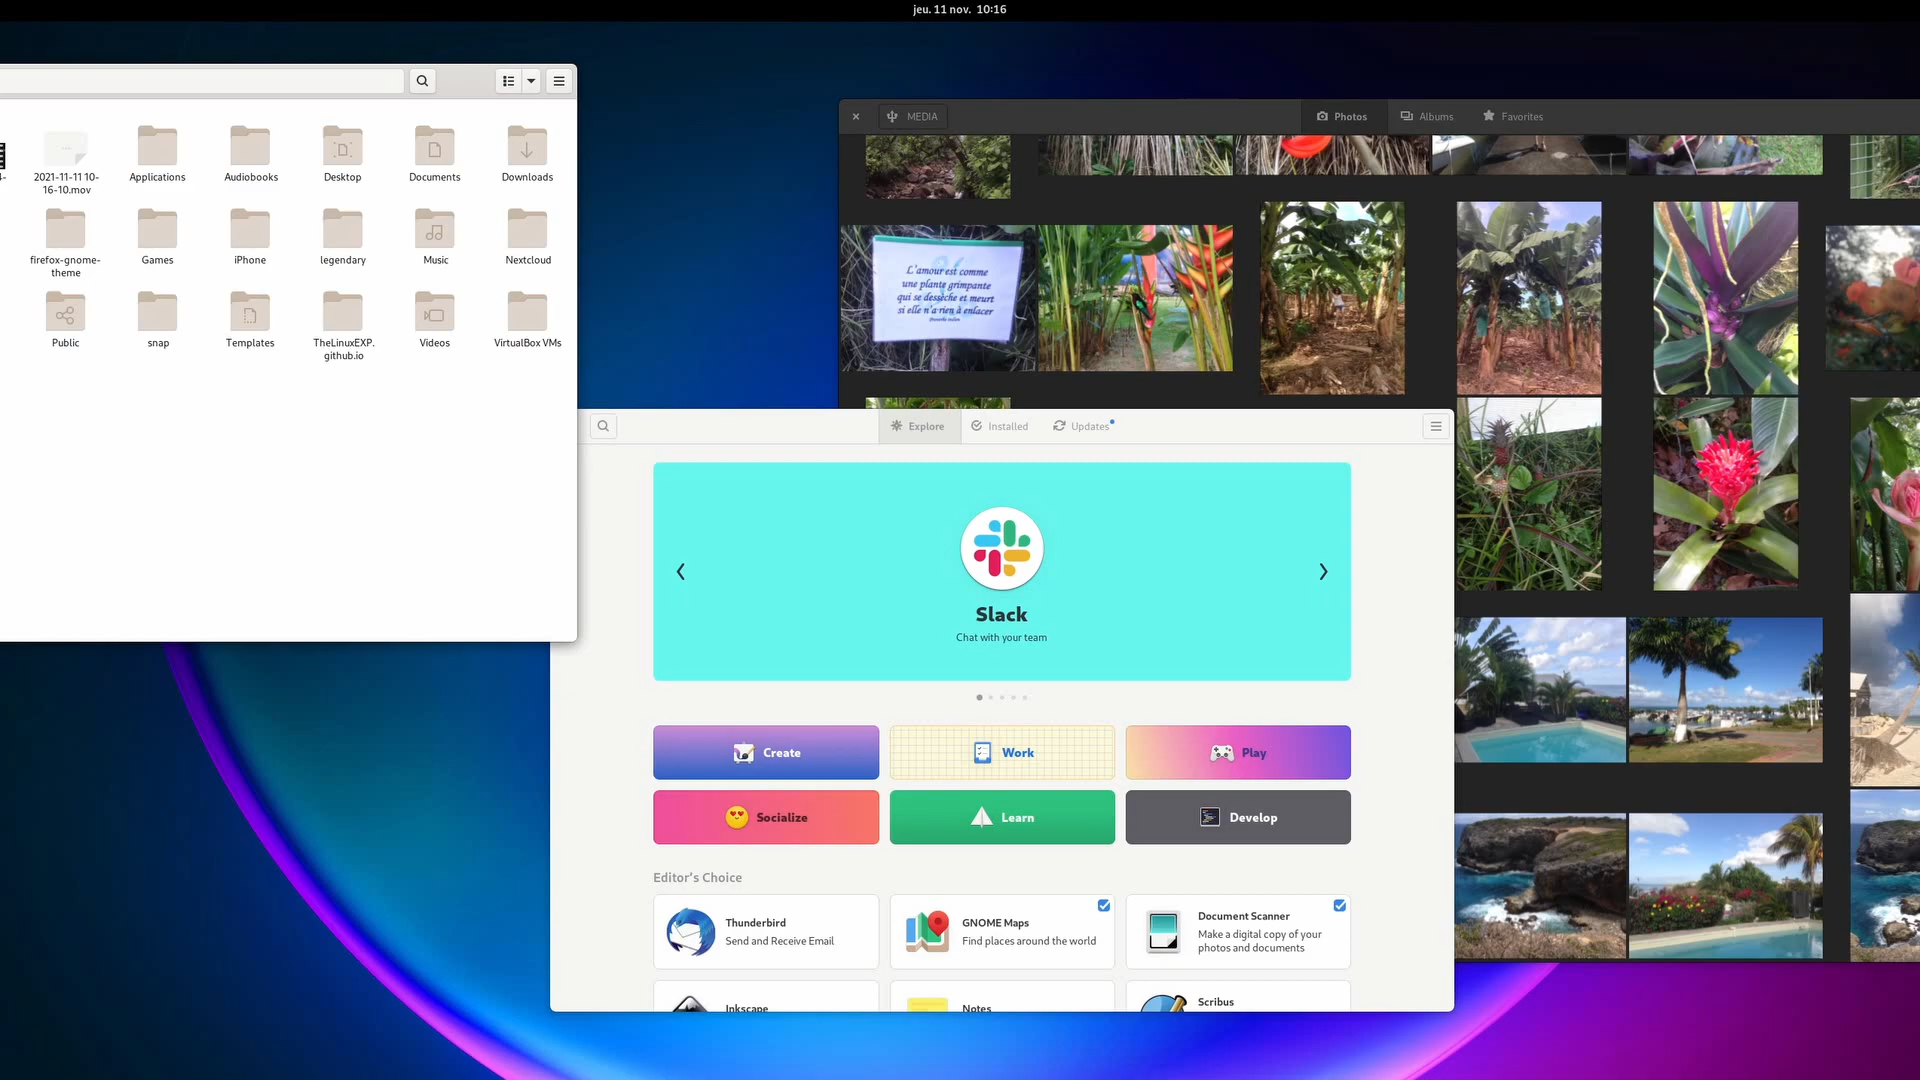 jeu. 11 nov. 10:16
2021-11-11 10-
16-10.mov
Applications
Audiobooks
Desktop
Documents
Downloads
firefox-gnome-
theme
Games
iPhone
legendary
Music
Nextcloud
Public
snap
Templates
TheLinuxEXP.
github.io
Videos
VirtualBox VMs
MEDIA
Photos
Albums
Favorites
L'amour est comme
une plante grimpante
qui se dessèche et meurt
si elle n'a rien à enlacer
Explore
Installed
Updates
Slack
Chat with your team
Create
Work
Play
Socialize
Learn
Develop
Editor's Choice
Thunderbird
Send and Receive Email
GNOME Maps
Find places around the world
Document Scanner
Make a digital copy of your
photos and documents
Inkscape
Notes
Scribus